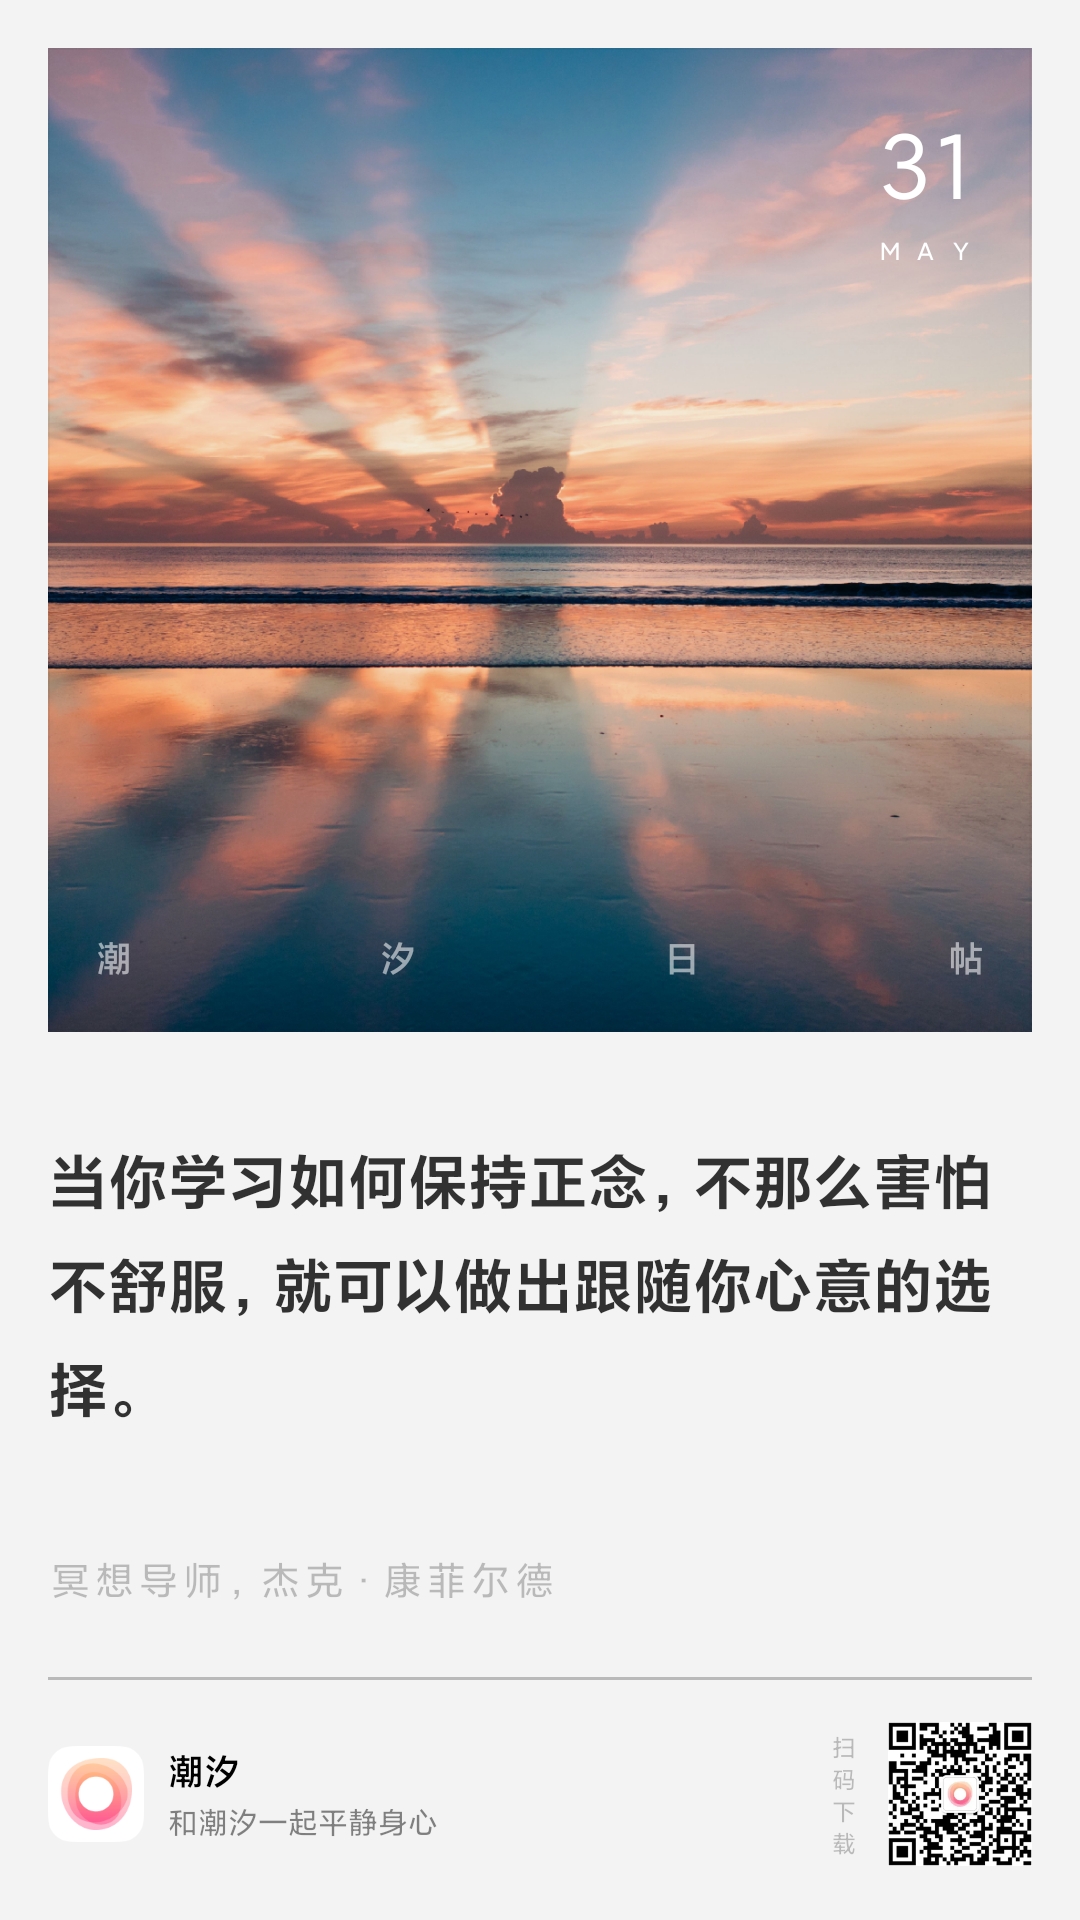 31
MAY
潮汐日帖
当你学习如何保持正念，不那么害怕
不舒服，就可以做出跟随你心意的选
择。
冥想导师，杰克·康菲尔德
潮汐
和潮汐一起平静身心
扫码下载